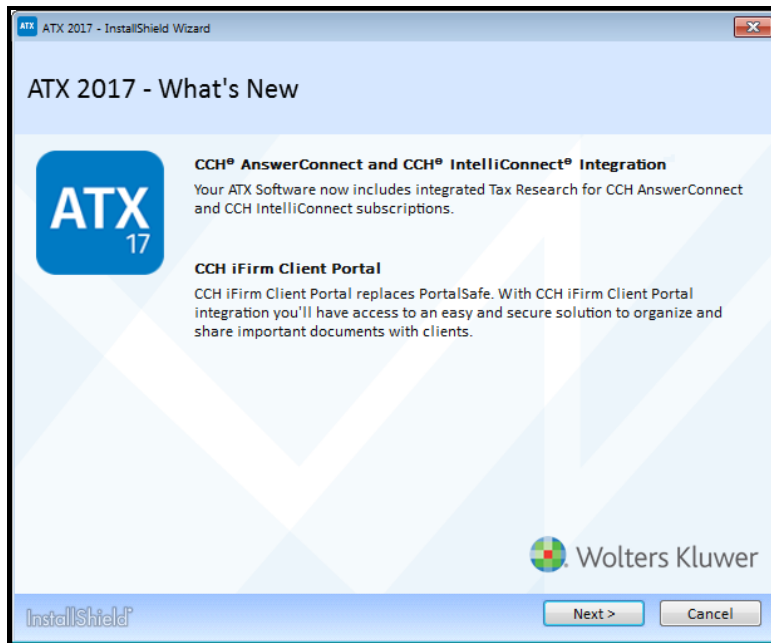 ATX ATX 2017 - InstallShield Wizard
ATX 2017 - What's New
ATX
17
CCH® AnswerConnect and CCH® IntelliConnect® Integration
Your ATX Software now includes integrated Tax Research for CCH AnswerConnect
and CCH IntelliConnect subscriptions.
CCH iFirm Client Portal
CCH iFirm Client Portal replaces PortalSafe. With CCH iFirm Client Portal
integration you'll have access to an easy and secure solution to organize and
share important documents with clients.
Wolters Kluwer
InstallShield
Next >
Cancel